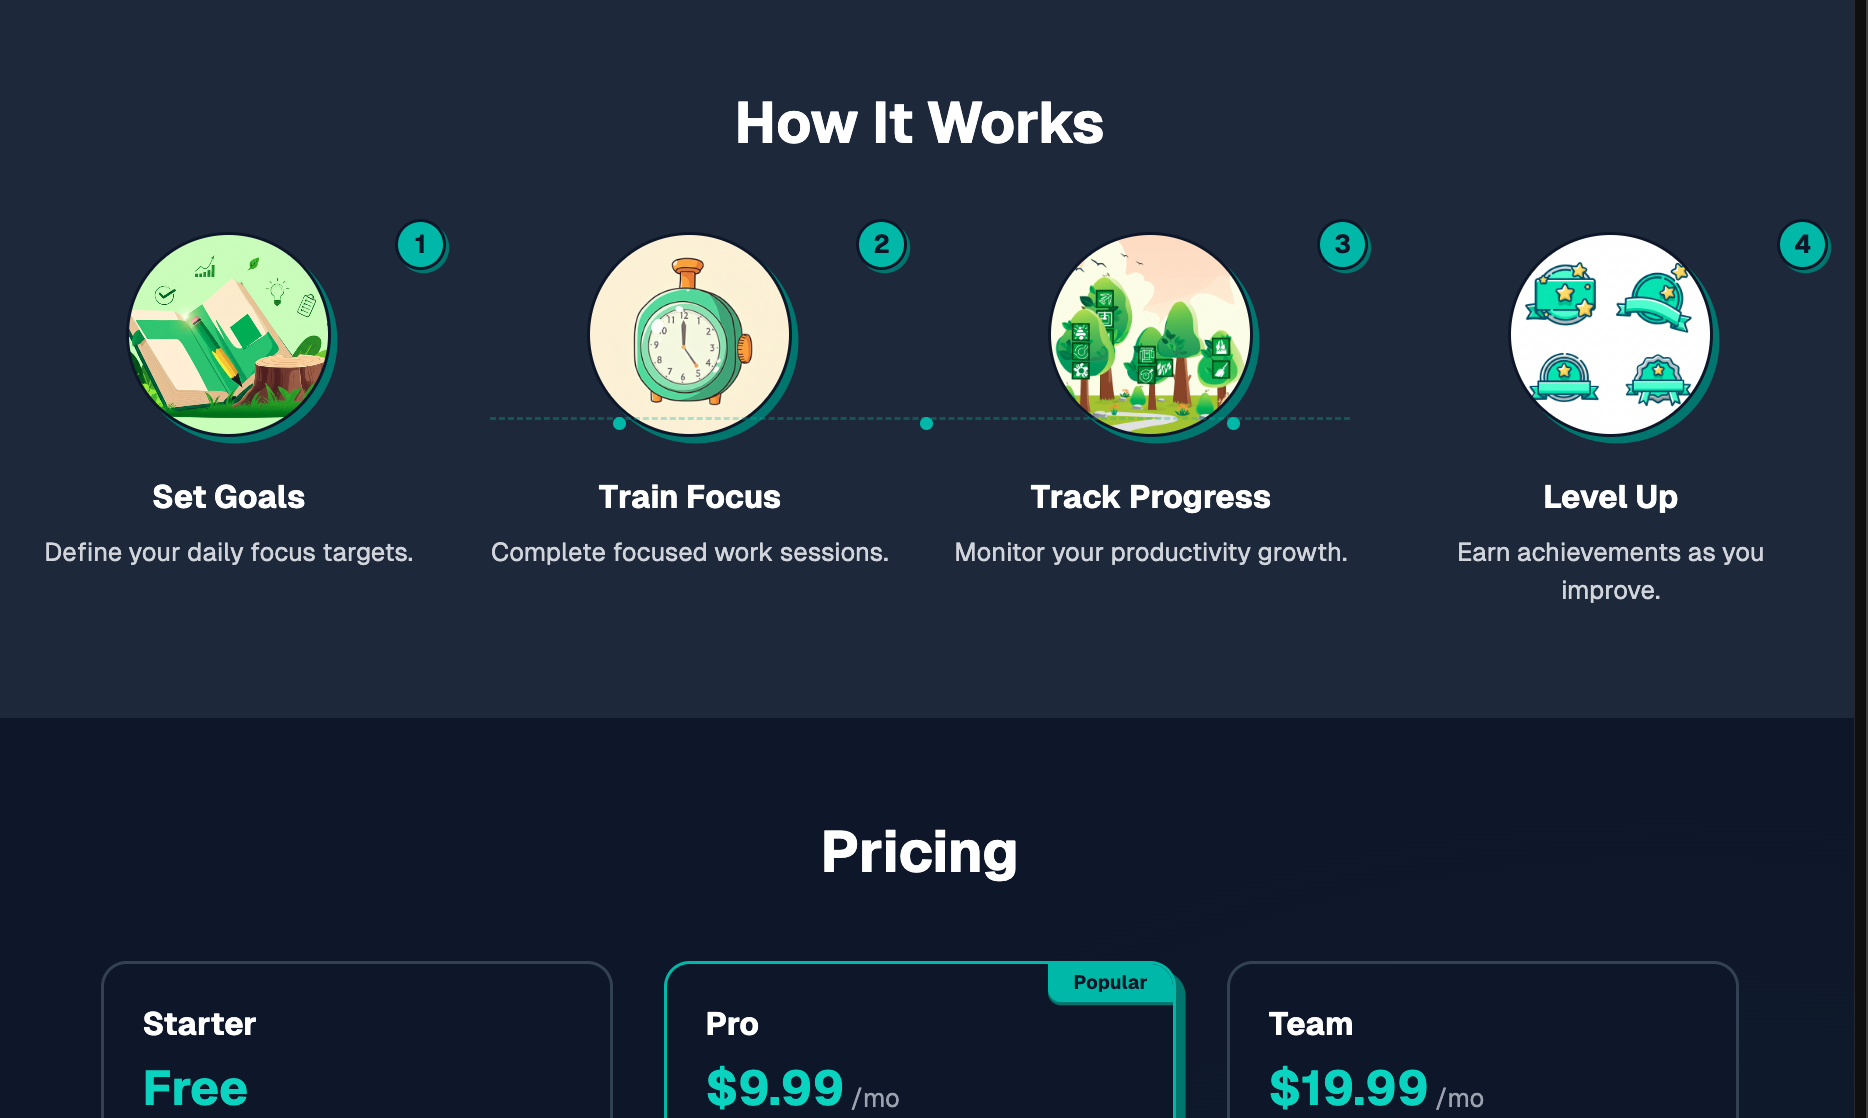 How It Works
1
2
3
4
Set Goals
Define your daily focus targets.
Train Focus
Complete focused work sessions.
Track Progress
Monitor your productivity growth.
Level Up
Earn achievements as you
improve.
Pricing
Starter
Free
Popular
Pro
$9.99 /mo
Team
$19.99 /mo